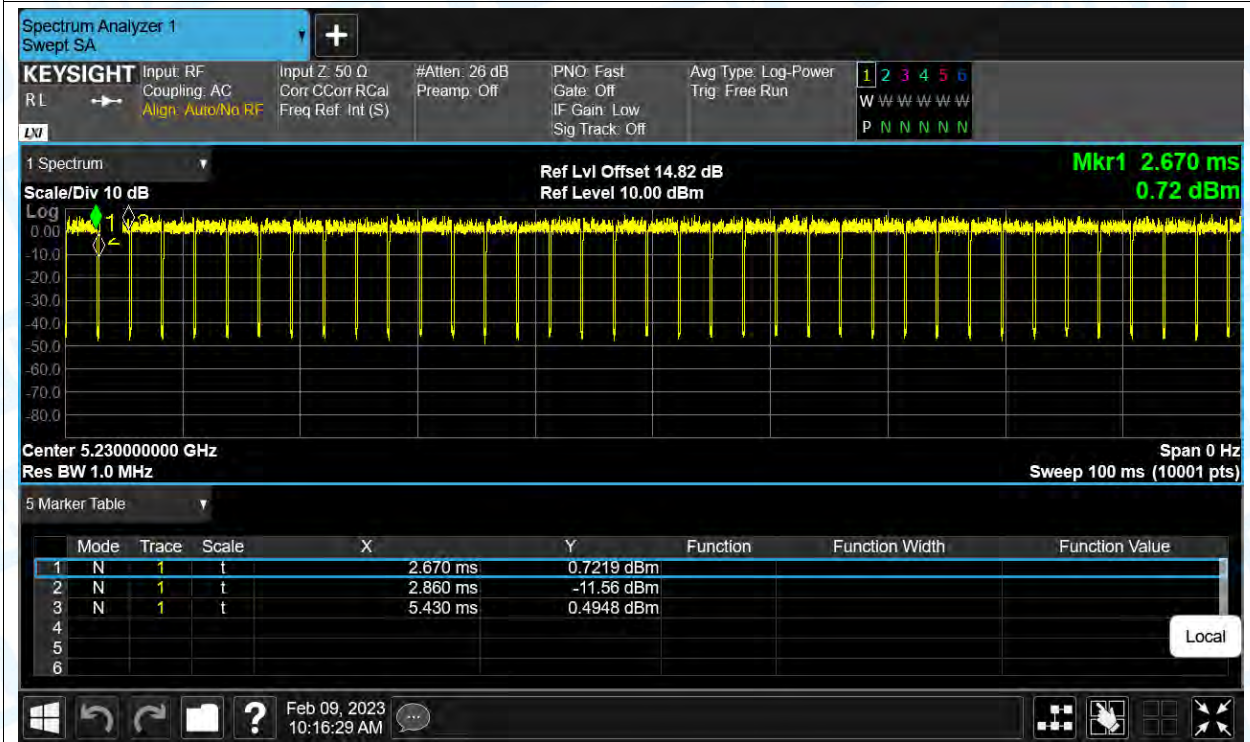 Spectrum Analyzer 1
Swept SA
+
KEYSIGHT
R L
LXI
Input: RF
Coupling: AC
Align: Auto/No RF
Input Z: 50 Ω
Corr CCorr RCal
Freq Ref: Int (S)
#Atten: 26 dB
Preamp: Off
PNO: Fast
Gate: Off
IF Gain: Low
Sig Track: Off
Avg Type: Log-Power
Trig: Free Run
1 2 3 4 5 6
W W W W W W
P N N N N N
1 Spectrum
Scale/Div 10 dB
Ref Lvl Offset 14.82 dB
Ref Level 10.00 dBm
Mkr1 2.670 ms
0.72 dBm
Log
1
2
3
0.00
-10.0
-20.0
-30.0
-40.0
-50.0
-60.0
-70.0
-80.0
Center 5.230000000 GHz
Res BW 1.0 MHz
Span 0 Hz
Sweep 100 ms (10001 pts)
5 Marker Table
Mode Trace Scale X Y Function Function Width Function Value
1 N 1 t 2.670 ms 0.7219 dBm
2 N 1 t 2.860 ms -11.56 dBm
3 N 1 t 5.430 ms 0.4948 dBm
4
5
6
Local
?
Feb 09, 2023
10:16:29 AM